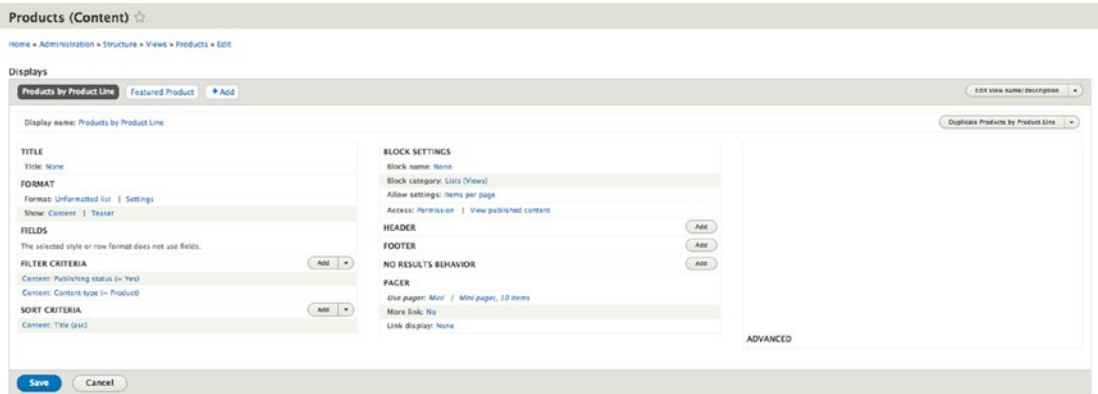 Products (Content)
Home » Administration » Structure » Views » Products » Edit
Displays
Products by Product Line Featured Product + Add Edit view name/description
Display name: Products by Product Line Duplicate Products by Product Line
TITLE
Title: None
FORMAT
Format: Unformatted list | Settings
Show: Content | Teaser
FIELDS
The selected style or row format does not use fields.
FILTER CRITERIA Add
Content: Publishing status (= Yes)
Content: Content type (= Product)
SORT CRITERIA Add
Content: Title (asc)
BLOCK SETTINGS
Block name: None
Block category: Lists (Views)
Allow settings: Items per page
Access: Permission | View published content
HEADER Add
FOOTER Add
NO RESULTS BEHAVIOR Add
PAGER
Use pager: Mini | Mini pager, 10 items
More link: No
Link display: None
ADVANCED
Save Cancel